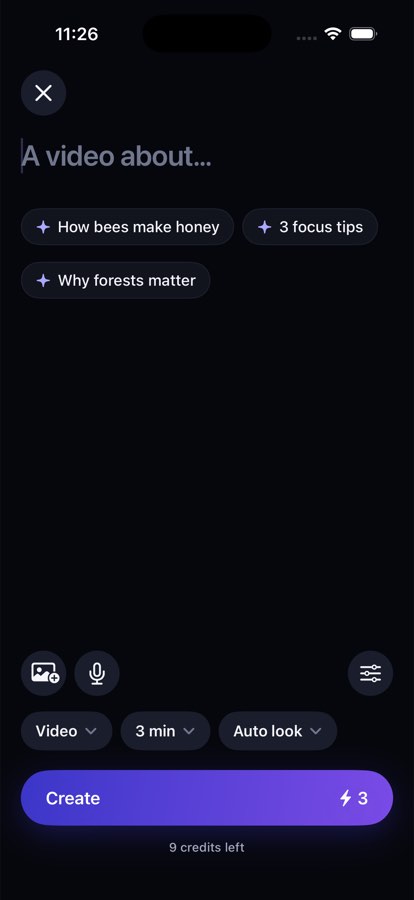 11:26
A video about...
How bees make honey
3 focus tips
Why forests matter
Video
3 min
Auto look
Create
3
9 credits left